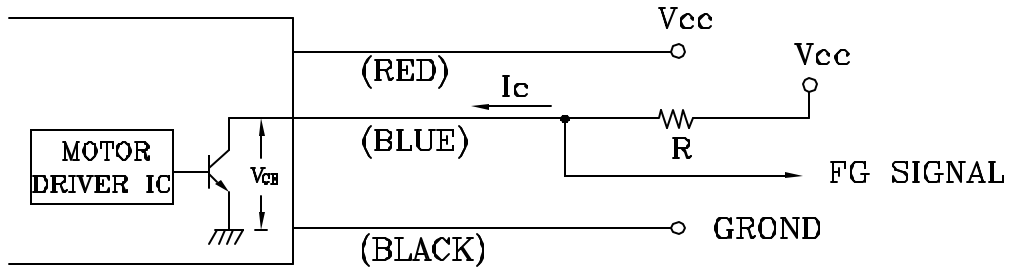 Vcc
Vcc
(RED)
Ic
(BLUE)
R
MOTOR
DRIVER IC
VCE
FG SIGNAL
GROND
(BLACK)